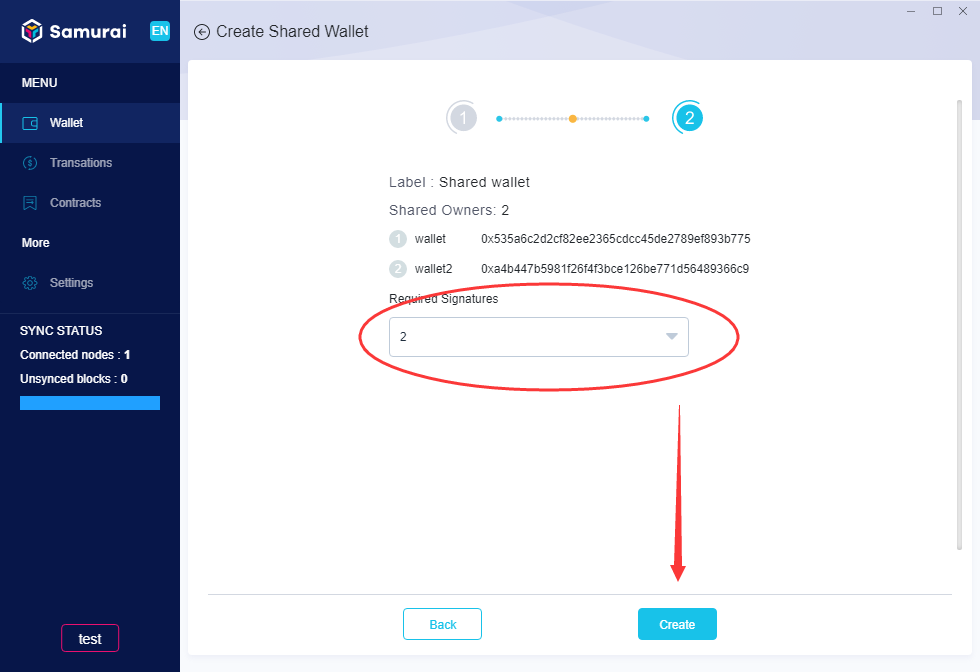 Samurai
EN
MENU
Wallet
Transations
Contracts
More
Settings
SYNC STATUS
Connected nodes : 1
Unsynced blocks : 0
test
Create Shared Wallet
1
2
Label : Shared wallet
Shared Owners: 2
1 wallet 0x535a6c2d2cf82ee2365cdcc45de2789ef893b775
2 wallet2 0xa4b447b5981f26f4f3bce126be771d56489366c9
Required Signatures
2
Back
Create